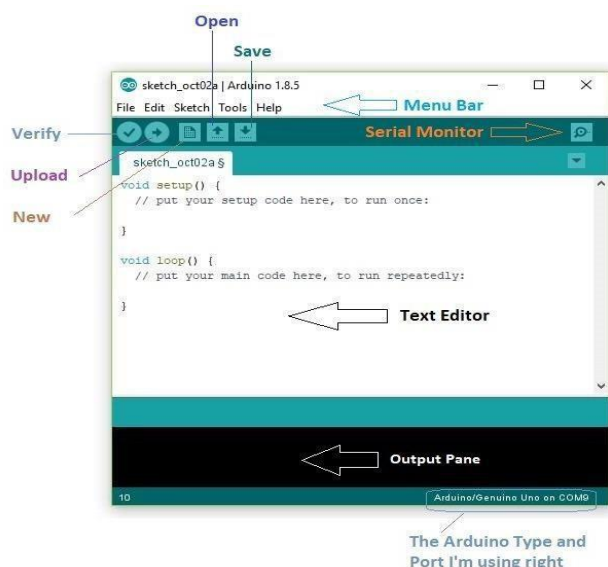 Open
Save
sketch_oct02a | Arduino 1.8.5
File Edit Sketch Tools Help
Menu Bar
Verify
Serial Monitor
sketch_oct02a §
Upload
void setup() {
// put your setup code here, to run once:
New
}
void loop() {
// put your main code here, to run repeatedly:
}
Text Editor
Output Pane
10
Arduino/Genuino Uno on COM9
The Arduino Type and
Port I'm using right